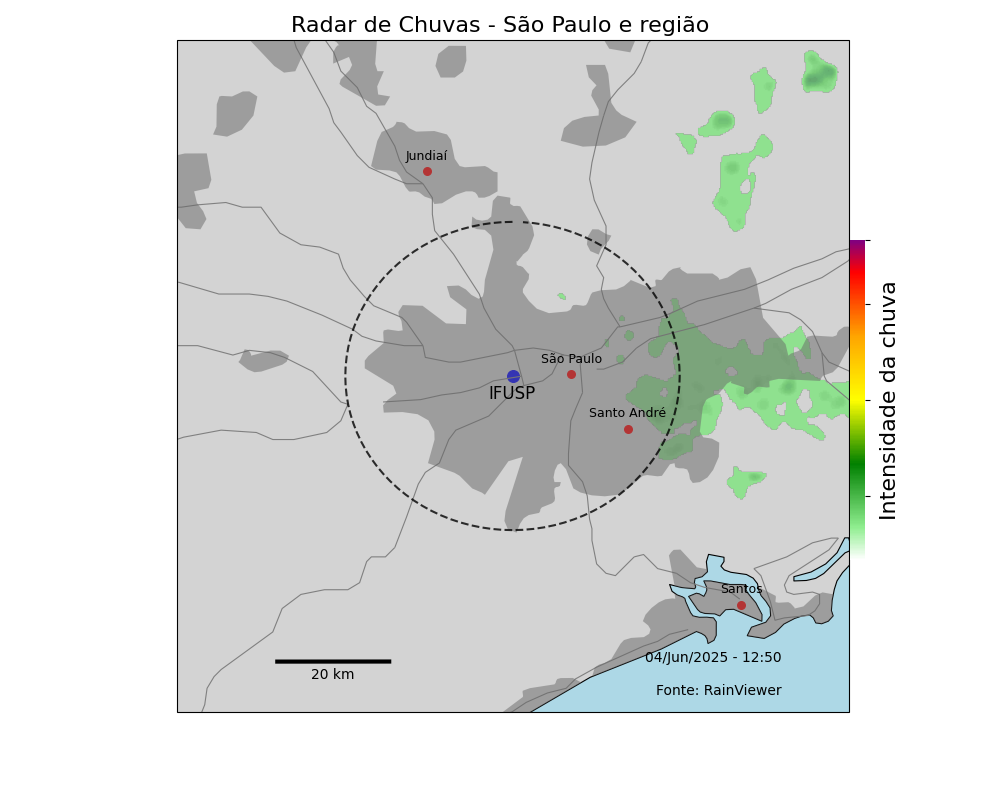 Radar de Chuvas - São Paulo e região
Jundiaí
São Paulo
IFUSP
Santo André
Intensidade da chuva
Santos
04/Jun/2025 - 12:50
20 km
Fonte: RainViewer